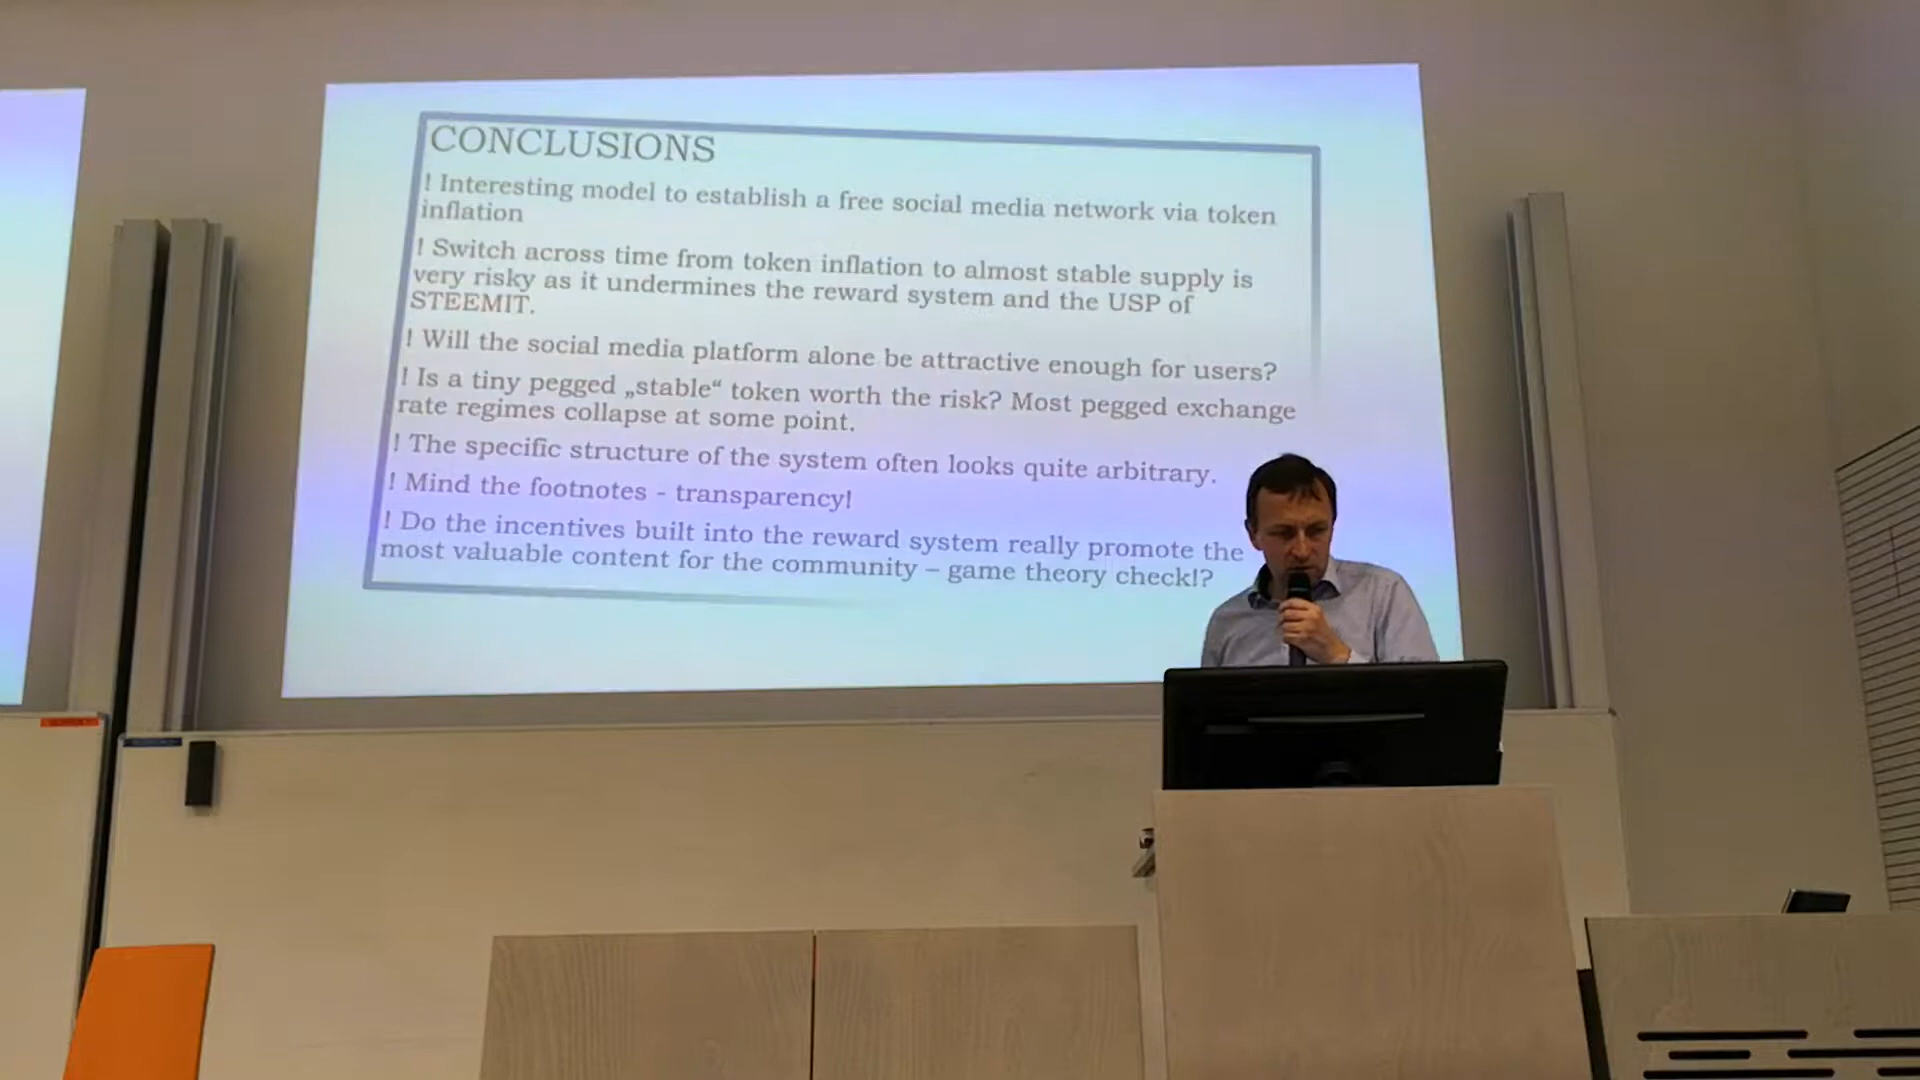 CONCLUSIONS
! Interesting model to establish a free social media network via token
inflation
! Switch across time from token inflation to almost stable supply is
very risky as it undermines the reward system and the USP of
STEEMIT.
! Will the social media platform alone be attractive enough for users?
! Is a tiny pegged „stable“ token worth the risk? Most pegged exchange
rate regimes collapse at some point.
! The specific structure of the system often looks quite arbitrary.
! Mind the footnotes - transparency!
! Do the incentives built into the reward system really promote the
most valuable content for the community – game theory check!?